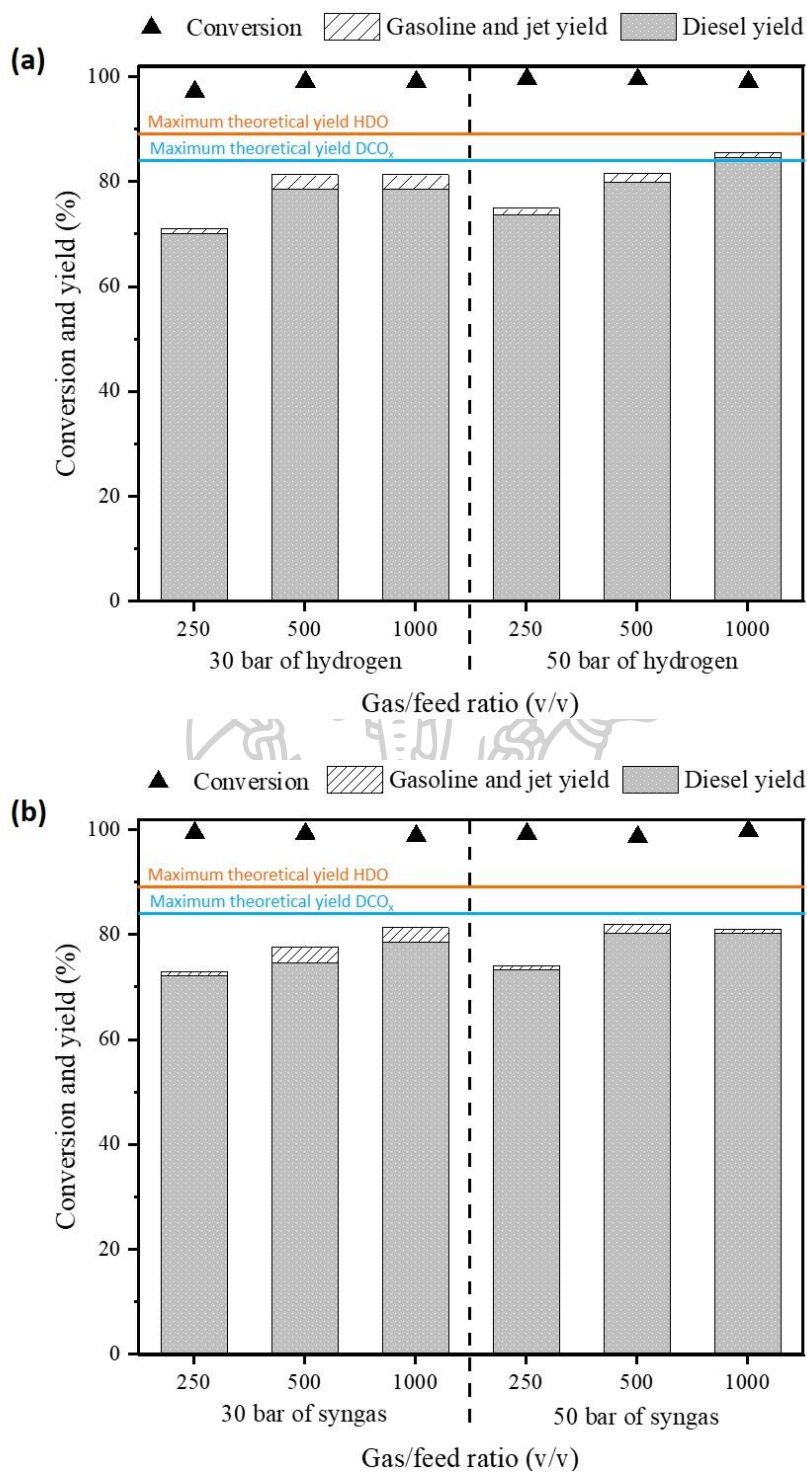 ▲ Conversion Gasoline and jet yield Diesel yield
(a)
100
Maximum theoretical yield HDO
Maximum theoretical yield DCOₓ
80
60
40
20
0
Conversion and yield (%)
250 500 1000 250 500 1000
30 bar of hydrogen 50 bar of hydrogen
Gas/feed ratio (v/v)
▲ Conversion Gasoline and jet yield Diesel yield
(b)
100
Maximum theoretical yield HDO
Maximum theoretical yield DCOₓ
80
60
40
20
0
Conversion and yield (%)
250 500 1000 250 500 1000
30 bar of syngas 50 bar of syngas
Gas/feed ratio (v/v)